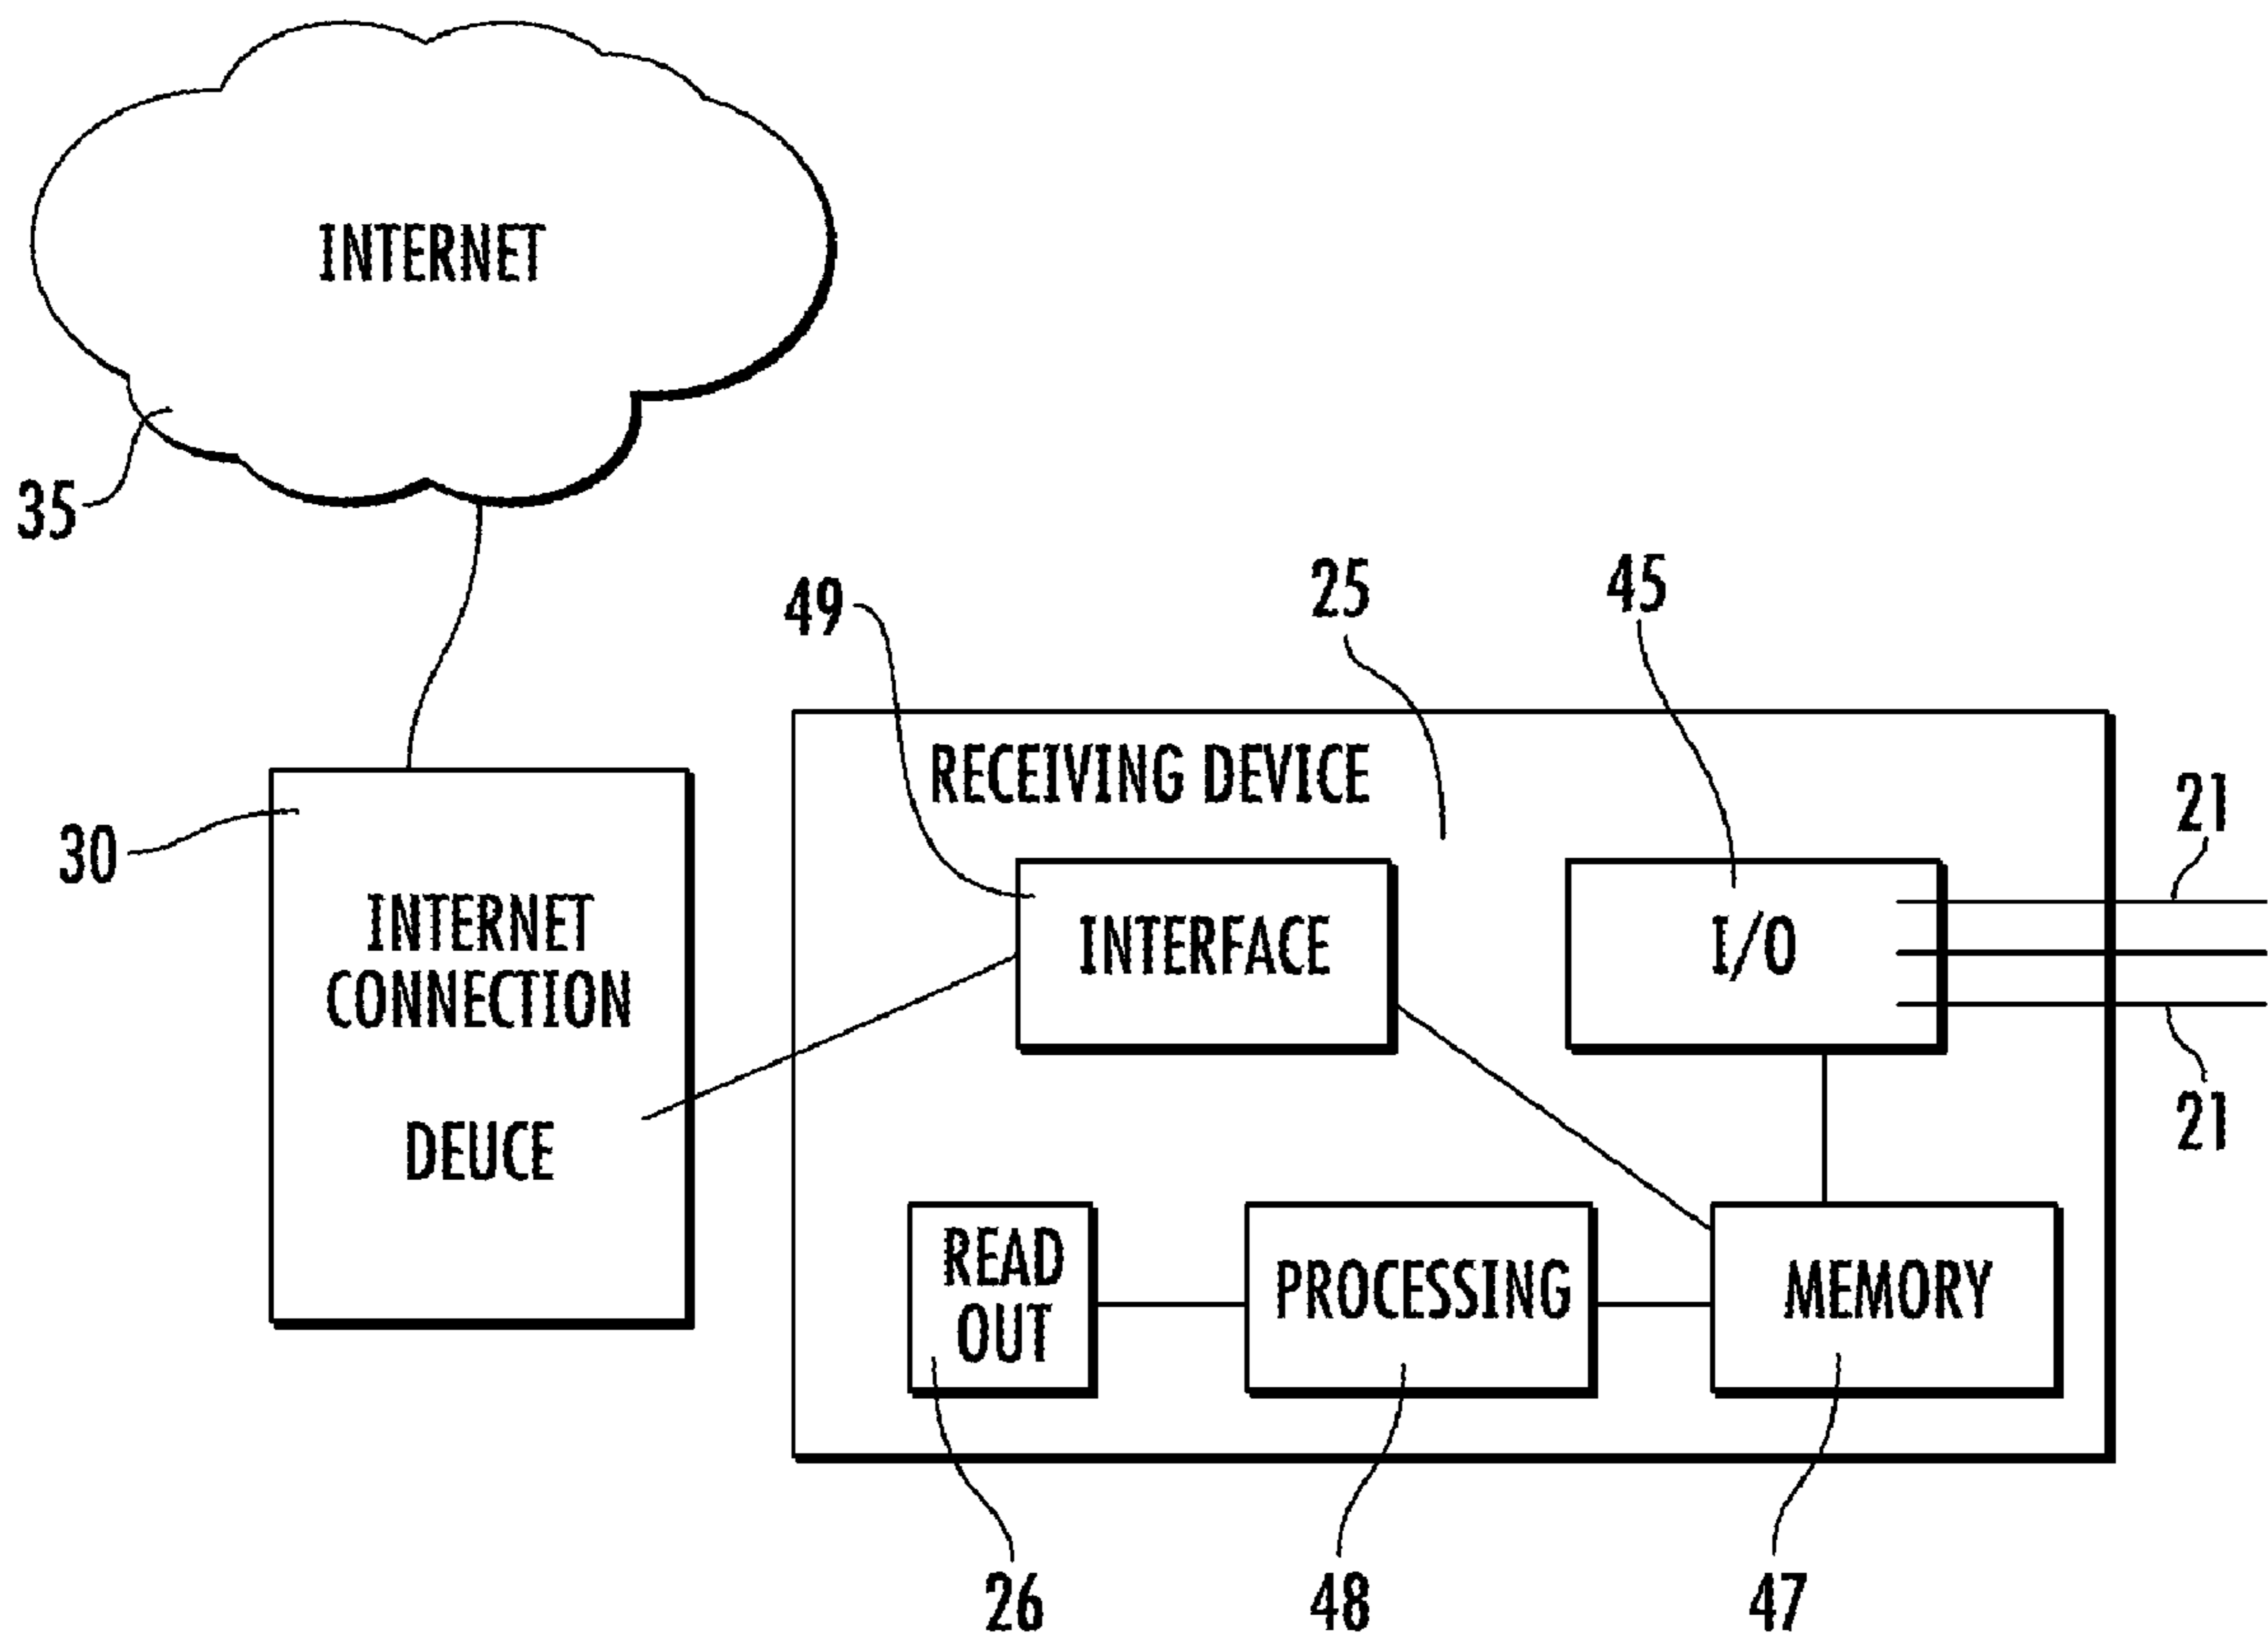 INTERNET
35
49
25
45
RECEIVING DEVICE
21
30
INTERNET
CONNECTION
DEUCE
INTERFACE
I/O
21
READ
OUT
PROCESSING
MEMORY
26
48
47